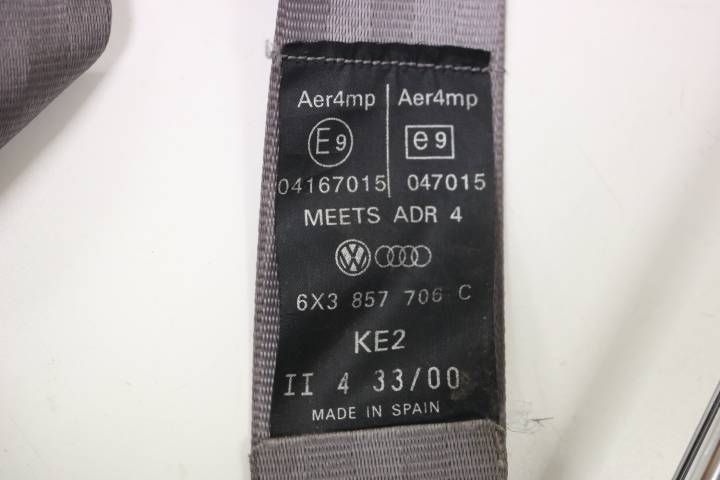 Aer4mp Aer4mp
E9 e9
04167015 047015
MEETS ADR 4
6X3 857 706 C
KE2
II 4 33/00
MADE IN SPAIN